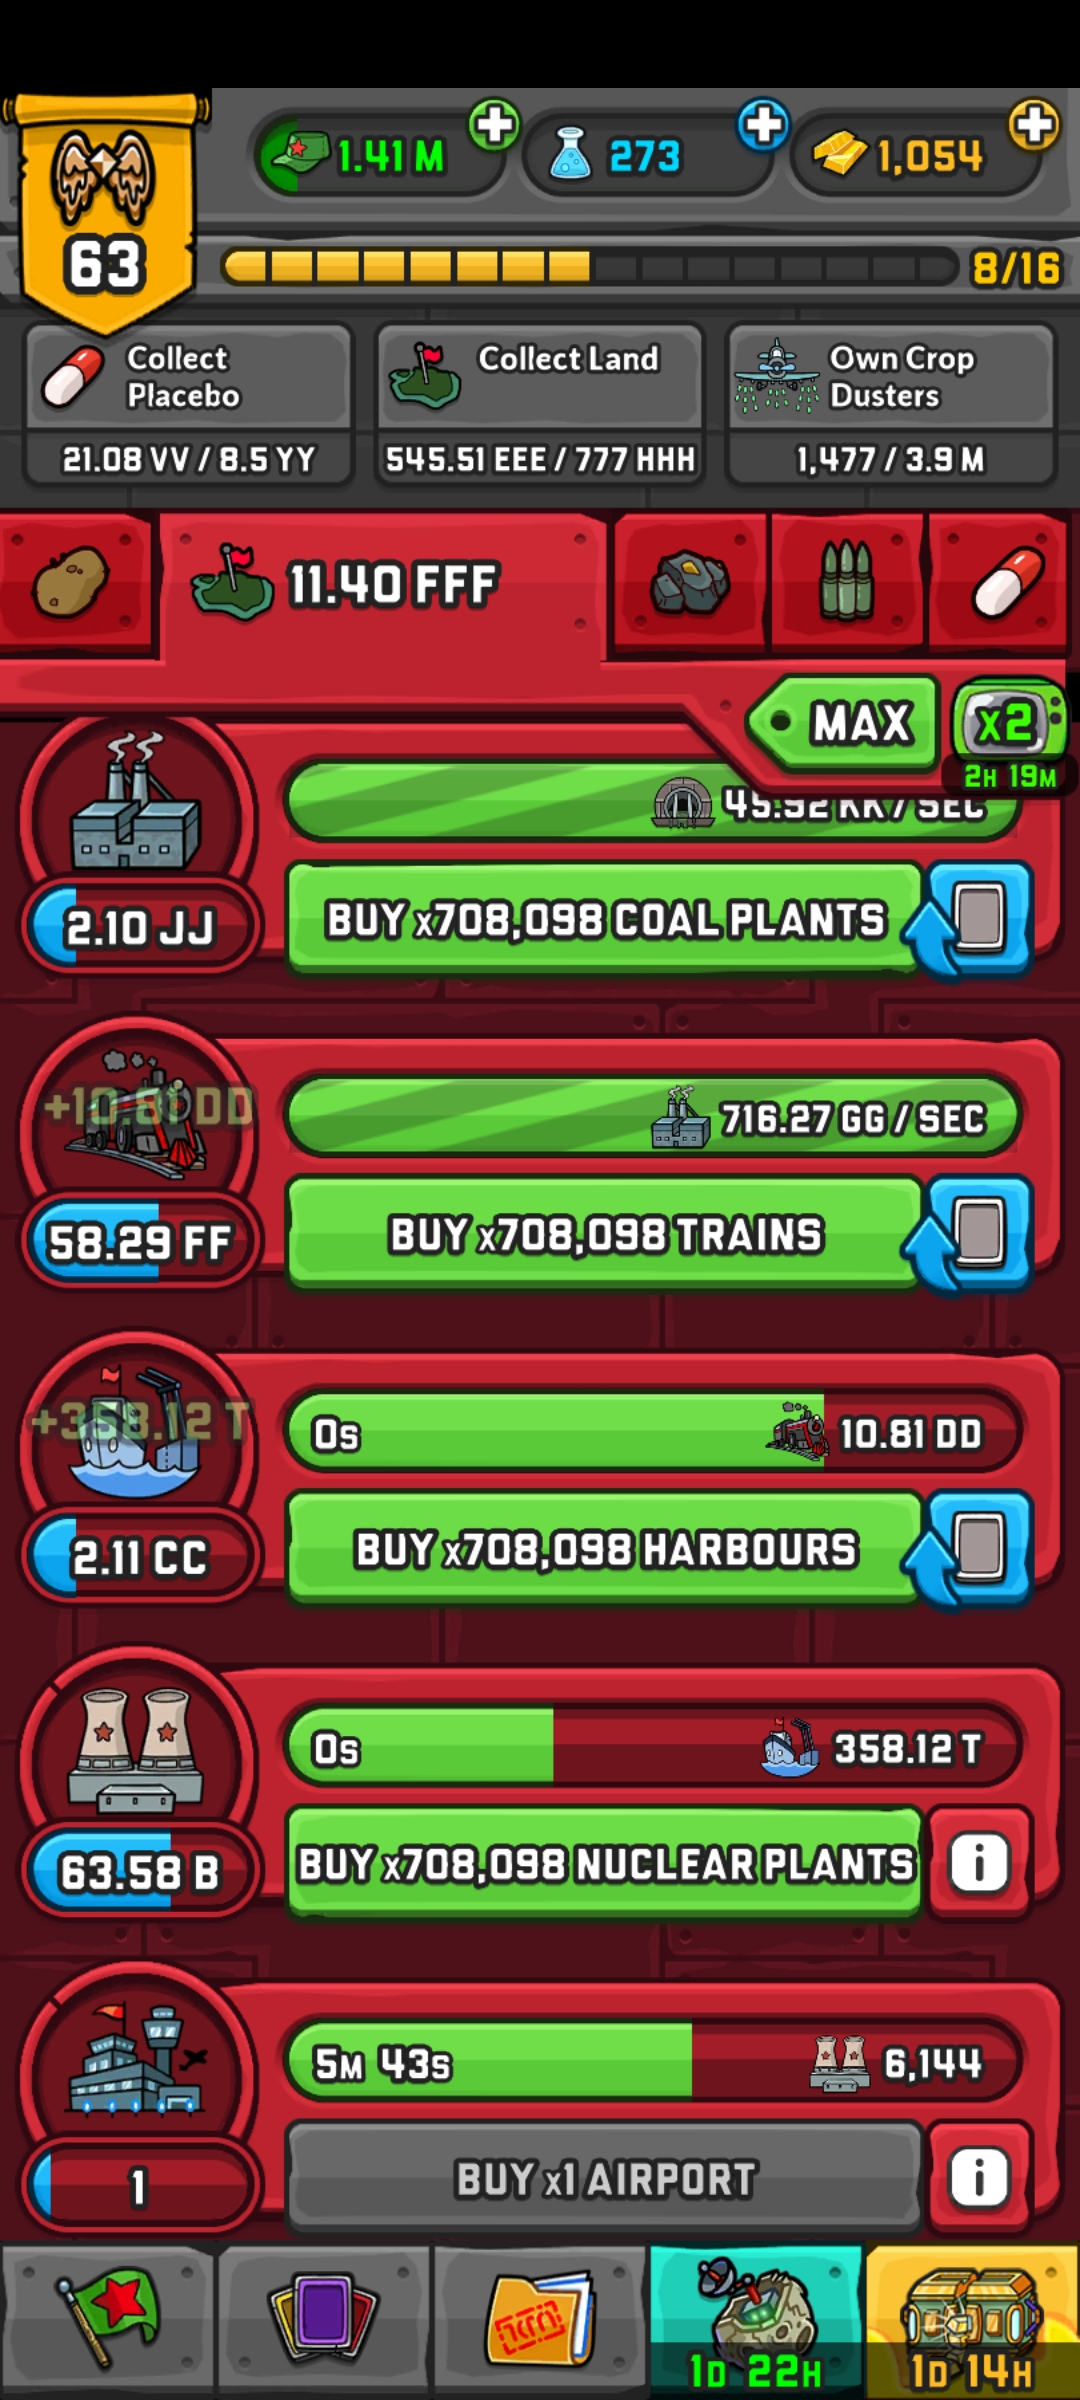 1.41 M
273
1,054
63
8/16
Collect
Placebo
21.08 VV / 8.5 YY
Collect Land
545.51 EEE / 777 HHH
Own Crop
Dusters
1,477 / 3.9 M
11.40 FFF
MAX
x2
2H 19M
45.92 KK / SEC
2.10 JJ
BUY x708,098 COAL PLANTS
+10.81 DD
716.27 GG / SEC
58.29 FF
BUY x708,098 TRAINS
+358.12 T
0s
10.81 DD
2.11 CC
BUY x708,098 HARBOURS
0s
358.12 T
63.58 B
BUY x708,098 NUCLEAR PLANTS
i
5M 43s
6,144
1
BUY x1 AIRPORT
i
1D 22H
1D 14H